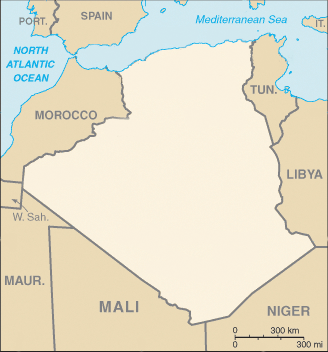 PORT.
SPAIN
Mediterranean Sea
IT.
NORTH
ATLANTIC
OCEAN
TUN.
MOROCCO
LIBYA
W. Sah.
MAUR.
MALI
NIGER
0 300 km
0 300 mi